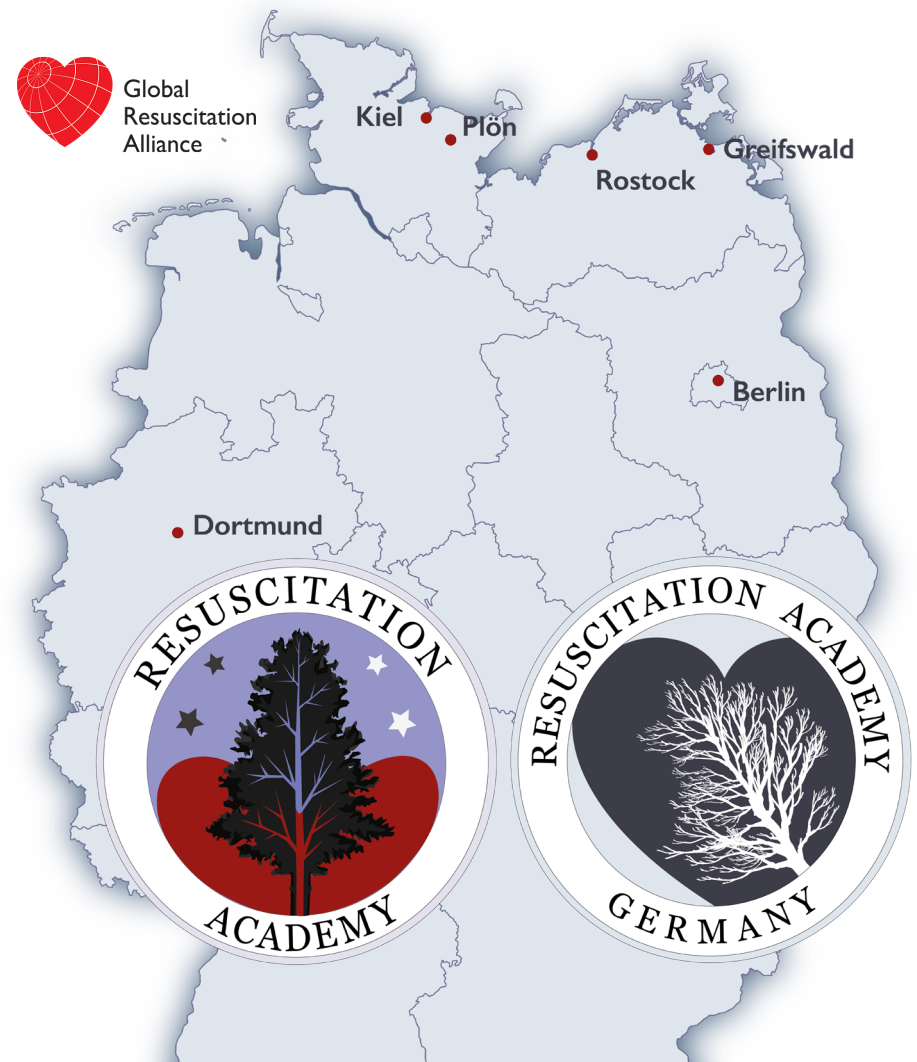 Global
Resuscitation
Alliance
Kiel
Plön
Greifswald
Rostock
Berlin
Dortmund
RESUSCITATION
ACADEMY
RESUSCITATION ACADEMY
GERMANY